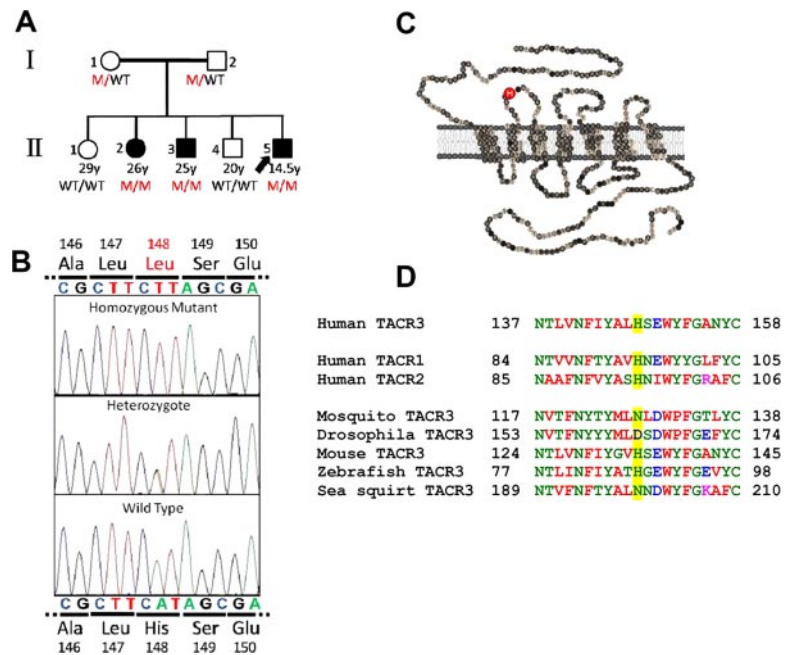 A
I
1
M/WT
2
M/WT
II
1
29y
WT/WT
2
26y
M/M
3
25y
M/M
4
20y
WT/WT
5
14.5y
M/M
B
146 147 148 149 150
Ala Leu Leu Ser Glu
C G C T T C T T A G C G A
Homozygous Mutant
Heterozygote
Wild Type
C G C T T C A T A G C G A
Ala Leu His Ser Glu
146 147 148 149 150
C
H
D
Human TACR3 137 NTLVNFIYALHSEWYFGANYC 158
Human TACR1 84 NTVVNFTYAVHNEWYYGLFYC 105
Human TACR2 85 NAAFNFVYASHNIWYFGRAFC 106
Mosquito TACR3 117 NVTFNYTYMLNLDWPFGTLYC 138
Drosophila TACR3 153 NVTFNYYYMLDSDWPFGEFYC 174
Mouse TACR3 124 NTLVNFIYGVHSEWYFGANYC 145
Zebrafish TACR3 77 NTLINFIYATHGEWYFGEVYC 98
Sea squirt TACR3 189 NTVFNFTYALNNDWYFGKAFC 210